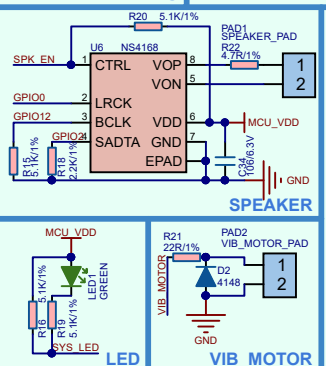 R20 5.1K/1%
PAD1
SPEAKER_PAD
U6 NS4168
R22
4.7R/1%
SPK_EN
1 CTRL VOP 8
1
VON 5
2
GPIO0
2 LRCK
GPIO12
3 BCLK VDD 6
MCU_VDD
GPIO2
4 SADTA GND 7
EPAD
R15
5.1K/1%
R18
2.2K/1%
C34
106/6.3V
GND
SPEAKER
MCU_VDD
LED1
GREEN
R16
5.1K/1%
R19
5.1K/1%
SYS_LED
LED
PAD2
VIB_MOTOR_PAD
R21
22R/1%
1
2
D2
4148
VIB_MOTOR
GND
VIB MOTOR